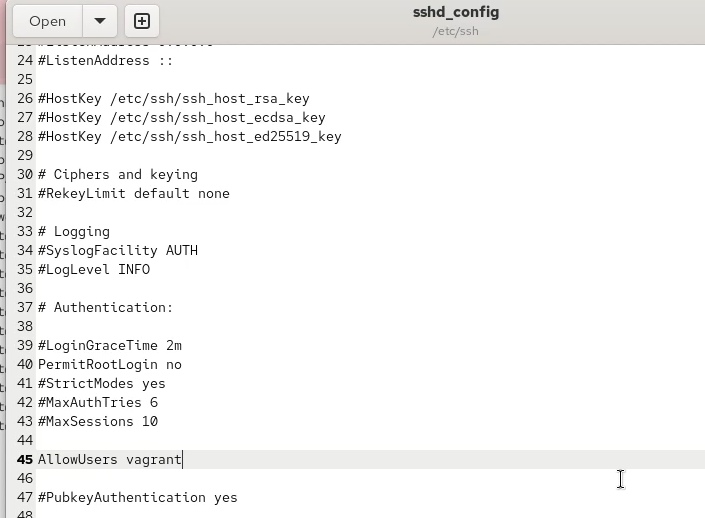 Open
sshd_config
/etc/ssh
24 #ListenAddress ::
25
26 #HostKey /etc/ssh/ssh_host_rsa_key
27 #HostKey /etc/ssh/ssh_host_ecdsa_key
28 #HostKey /etc/ssh/ssh_host_ed25519_key
29
30 # Ciphers and keying
31 #RekeyLimit default none
32
33 # Logging
34 #SyslogFacility AUTH
35 #LogLevel INFO
36
37 # Authentication:
38
39 #LoginGraceTime 2m
40 PermitRootLogin no
41 #StrictModes yes
42 #MaxAuthTries 6
43 #MaxSessions 10
44
45 AllowUsers vagrant
46
47 #PubkeyAuthentication yes
48